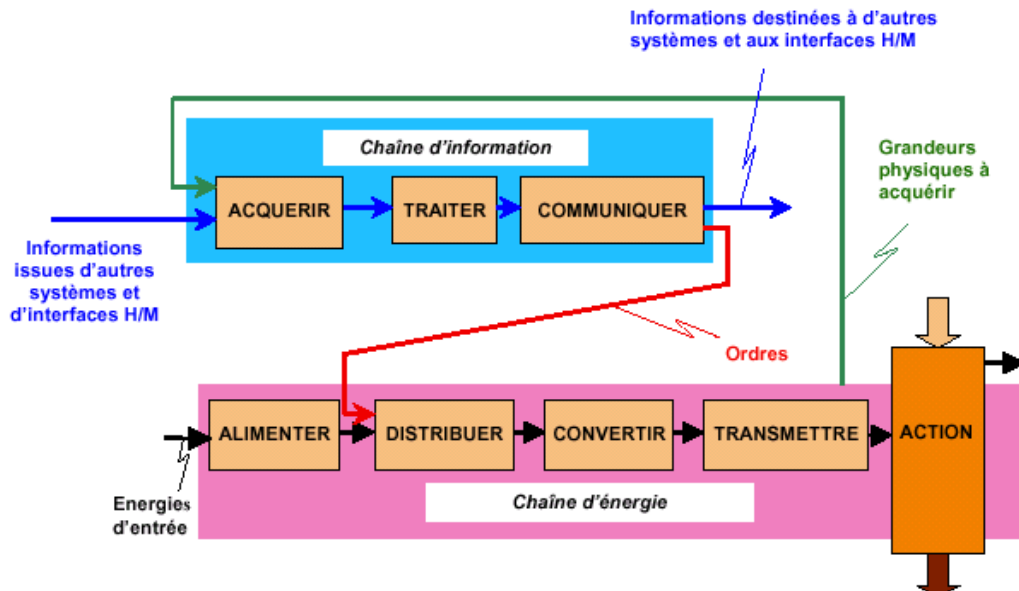 Informations destinées à d'autres
systèmes et aux interfaces H/M
Chaîne d'information
Grandeurs
physiques à
acquérir
ACQUERIR
TRAITER
COMMUNIQUER
Informations
issues d'autres
systèmes et
d'interfaces H/M
Ordres
ALIMENTER
DISTRIBUER
CONVERTIR
TRANSMETTRE
ACTION
Energies
d'entrée
Chaîne d'énergie